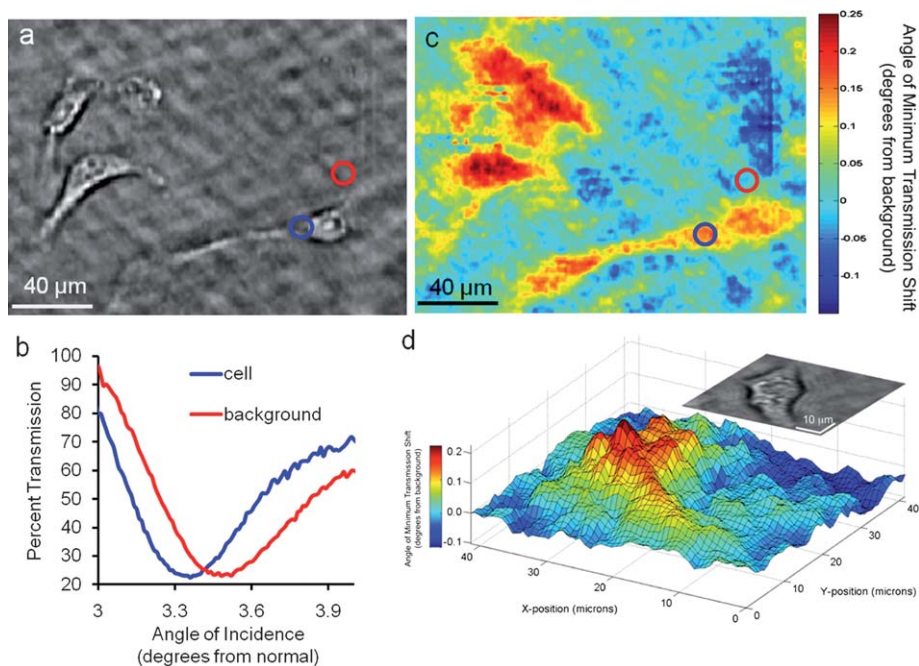 a
40 µm
c
40 µm
0.25
0.2
0.15
0.1
0.05
0
-0.05
-0.1
Angle of Minimum Transmission Shift
(degrees from background)
b
100
90
80
70
60
50
40
30
20
Percent Transmission
cell
background
3
3.3
3.6
3.9
Angle of Incidence
(degrees from normal)
d
10 µm
Angle of Minimum Transmission Shift
(degrees from background)
0.2
0.1
0.0
-0.1
40
30
20
10
0
X-position (microns)
0
10
20
30
40
Y-position (microns)